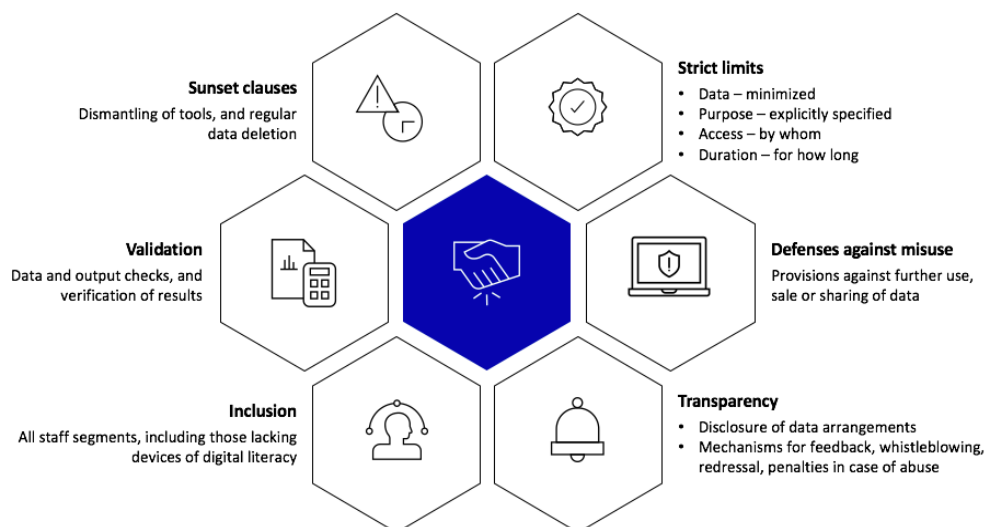 Sunset clauses
Dismantling of tools, and regular
data deletion
Strict limits
• Data – minimized
• Purpose – explicitly specified
• Access – by whom
• Duration – for how long
Validation
Data and output checks, and
verification of results
Defenses against misuse
Provisions against further use,
sale or sharing of data
Inclusion
All staff segments, including those lacking
devices of digital literacy
Transparency
• Disclosure of data arrangements
• Mechanisms for feedback, whistleblowing,
redressal, penalties in case of abuse